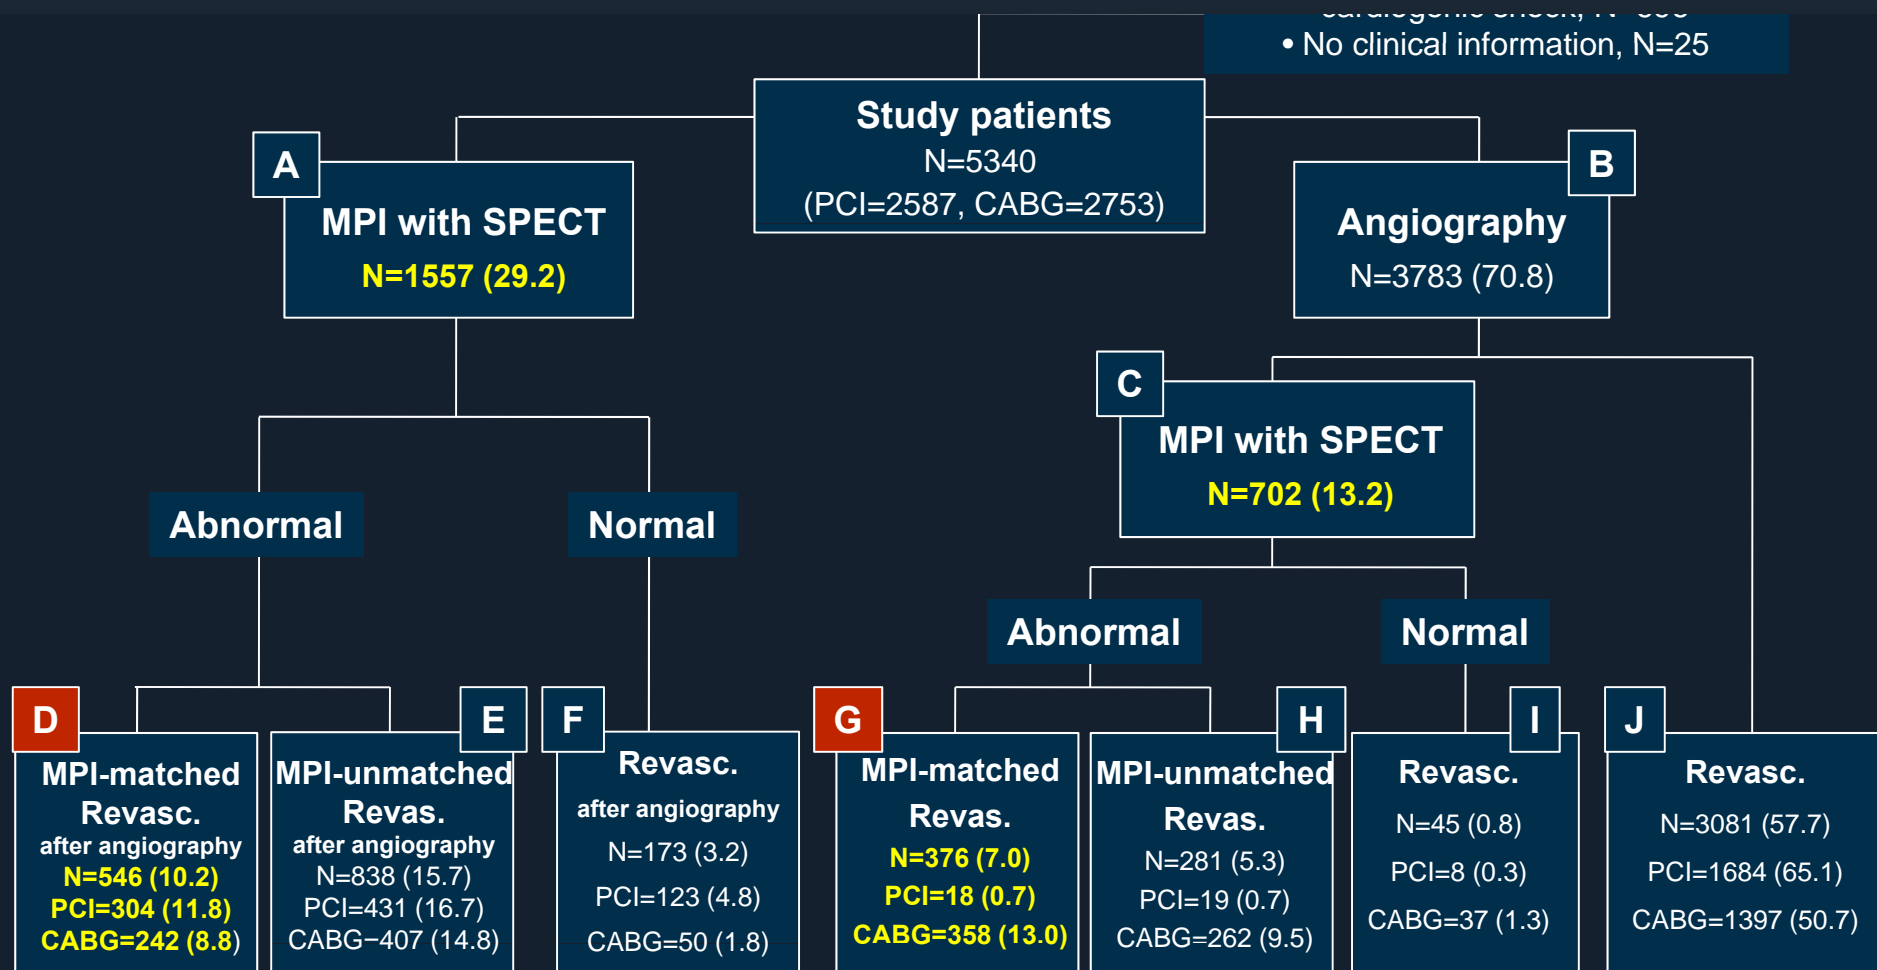 • No clinical information, N=25
Study patients
N=5340
(PCI=2587, CABG=2753)
A
MPI with SPECT
N=1557 (29.2)
B
Angiography
N=3783 (70.8)
C
MPI with SPECT
N=702 (13.2)
Abnormal
Normal
Abnormal
Normal
D
MPI-matched
Revasc.
after angiography
N=546 (10.2)
PCI=304 (11.8)
CABG=242 (8.8)
E
MPI-unmatched
Revas.
after angiography
N=838 (15.7)
PCI=431 (16.7)
CABG−407 (14.8)
F
Revasc.
after angiography
N=173 (3.2)
PCI=123 (4.8)
CABG=50 (1.8)
G
MPI-matched
Revas.
N=376 (7.0)
PCI=18 (0.7)
CABG=358 (13.0)
H
MPI-unmatched
Revas.
N=281 (5.3)
PCI=19 (0.7)
CABG=262 (9.5)
I
Revasc.
N=45 (0.8)
PCI=8 (0.3)
CABG=37 (1.3)
J
Revasc.
N=3081 (57.7)
PCI=1684 (65.1)
CABG=1397 (50.7)